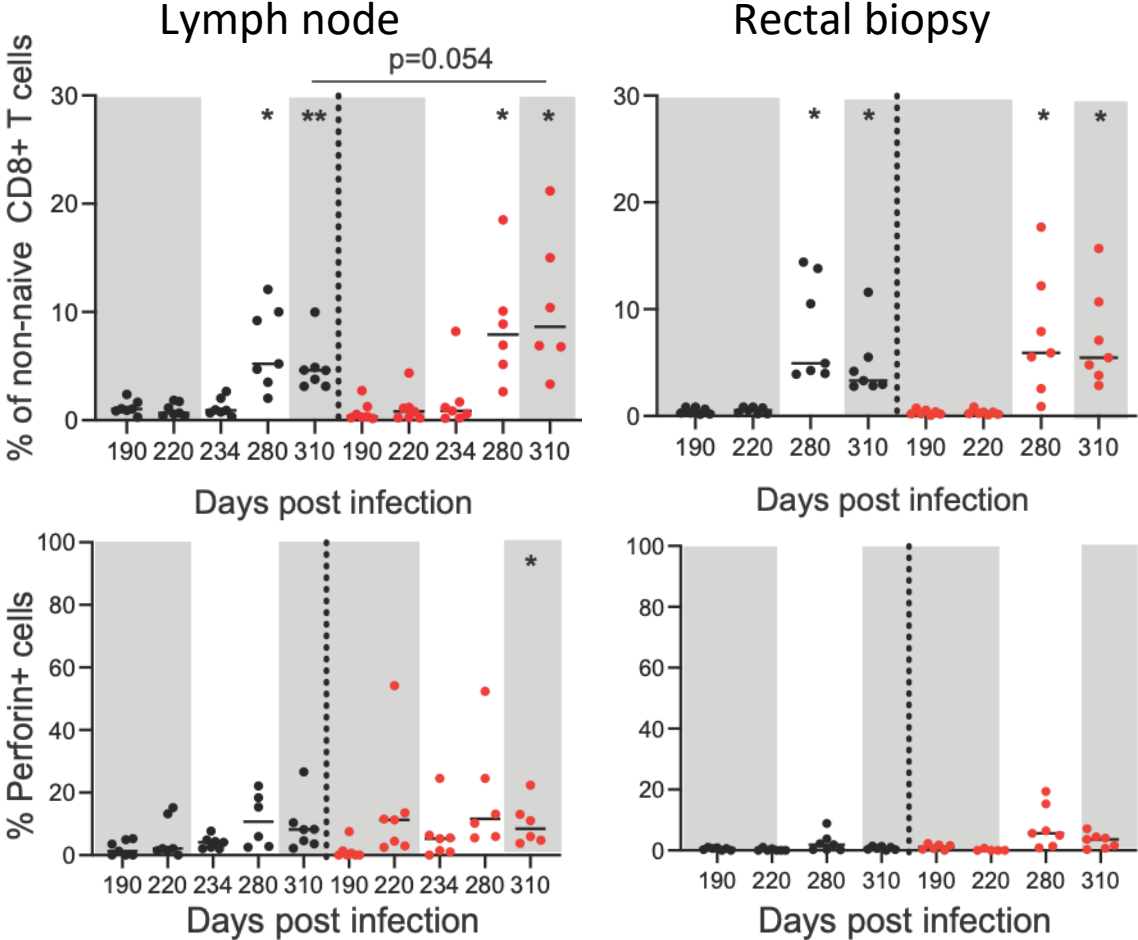 Lymph node
Rectal biopsy
p=0.054
% of non-naive CD8+ T cells
30
20
10
0
* ** * *
190 220 234 280 310 190 220 234 280 310
Days post infection
30
20
10
0
* * * *
190 220 280 310 190 220 280 310
Days post infection
% Perforin+ cells
100
80
60
40
20
0
*
190 220 234 280 310 190 220 234 280 310
Days post infection
100
80
60
40
20
0
190 220 280 310 190 220 280 310
Days post infection